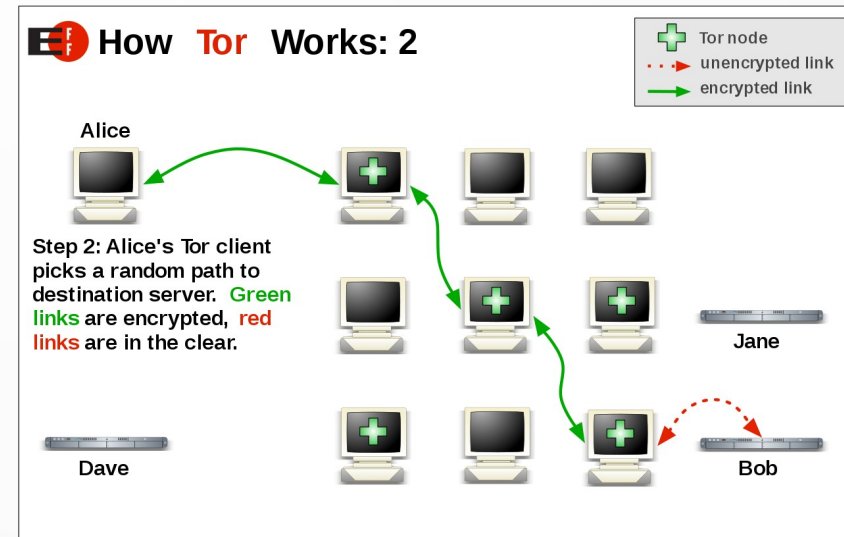 EFF How Tor Works: 2
Tor node
unencrypted link
encrypted link
Alice
Step 2: Alice's Tor client
picks a random path to
destination server. Green
links are encrypted, red
links are in the clear.
Jane
Dave
Bob